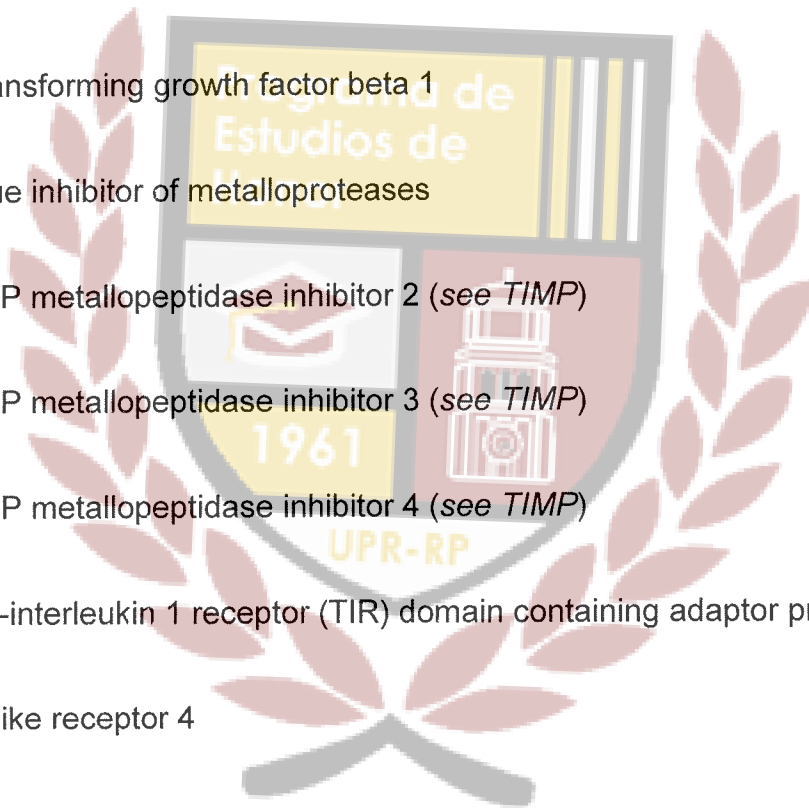 ansforming growth factor beta 1
Programa de
Estudios de
ue inhibitor of metalloproteases
P metallopeptidase inhibitor 2 (see TIMP)
P metallopeptidase inhibitor 3 (see TIMP)
1961
P metallopeptidase inhibitor 4 (see TIMP)
UPR-RP
-interleukin 1 receptor (TIR) domain containing adaptor pr
ike receptor 4